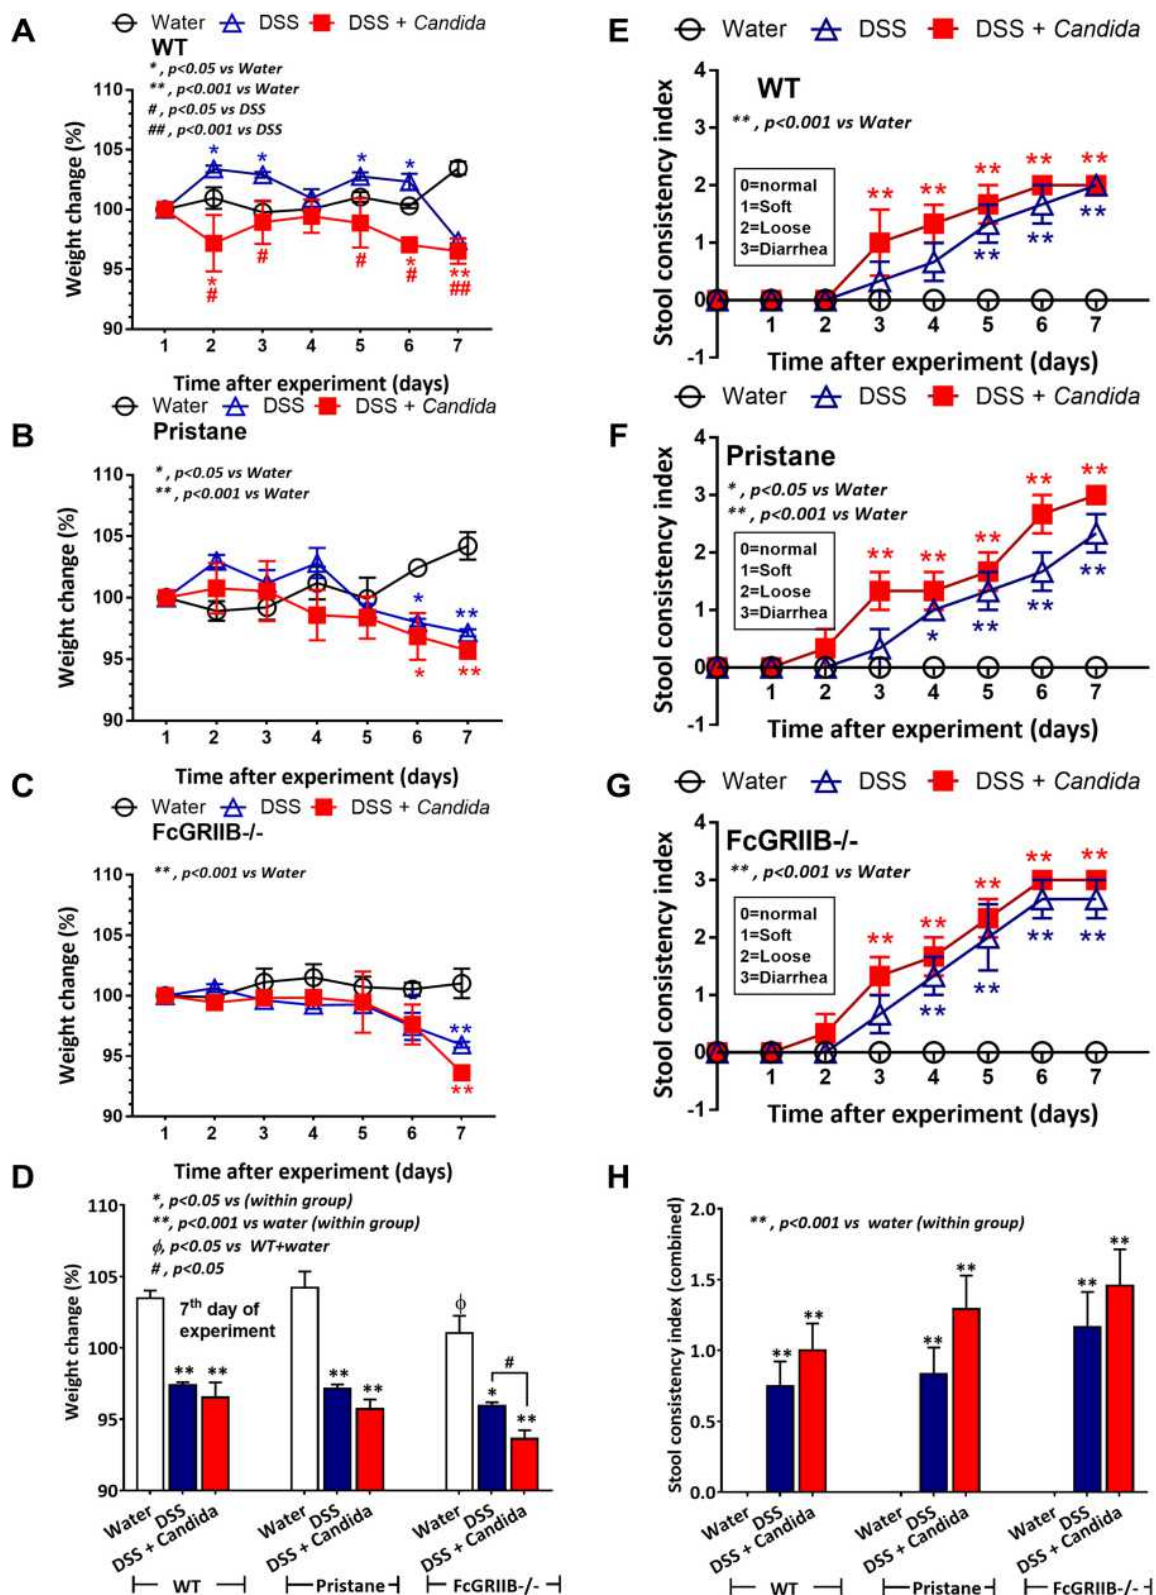 A
Water DSS DSS + Candida
WT
*, p<0.05 vs Water
**, p<0.001 vs Water
#, p<0.05 vs DSS
##, p<0.001 vs DSS
Weight change (%)
110
105
100
95
90
* * * *
* # # # * # ** ##
1 2 3 4 5 6 7
Time after experiment (days)
B
Water DSS DSS + Candida
Pristane
*, p<0.05 vs Water
**, p<0.001 vs Water
Weight change (%)
110
105
100
95
90
* **
* **
1 2 3 4 5 6 7
Time after experiment (days)
C
Water DSS DSS + Candida
FcGRIIB-/-
**, p<0.001 vs Water
Weight change (%)
110
105
100
95
90
**
**
1 2 3 4 5 6 7
Time after experiment (days)
D
*, p<0.05 vs (within group)
**, p<0.001 vs water (within group)
ϕ, p<0.05 vs WT+water
#, p<0.05
7th day of
experiment
Weight change (%)
110
105
100
95
90
** ** ** ** ϕ * # **
Water DSS DSS + Candida Water DSS DSS + Candida Water DSS DSS + Candida
WT Pristane FcGRIIB-/-
E
Water DSS DSS + Candida
WT
**, p<0.001 vs Water
0=normal
1=Soft
2=Loose
3=Diarrhea
Stool consistency index
4
3
2
1
0
-1
** ** ** ** **
** ** **
1 2 3 4 5 6 7
Time after experiment (days)
F
Water DSS DSS + Candida
Pristane
*, p<0.05 vs Water
**, p<0.001 vs Water
0=normal
1=Soft
2=Loose
3=Diarrhea
Stool consistency index
4
3
2
1
0
-1
** ** ** ** **
* ** ** **
1 2 3 4 5 6 7
Time after experiment (days)
G
Water DSS DSS + Candida
FcGRIIB-/-
**, p<0.001 vs Water
0=normal
1=Soft
2=Loose
3=Diarrhea
Stool consistency index
4
3
2
1
0
-1
** ** ** ** **
** ** ** **
1 2 3 4 5 6 7
Time after experiment (days)
H
**, p<0.001 vs water (within group)
Stool consistency index (combined)
2.0
1.5
1.0
0.5
0.0
** ** ** ** ** **
Water DSS DSS + Candida Water DSS DSS + Candida Water DSS DSS + Candida
WT Pristane FcGRIIB-/-